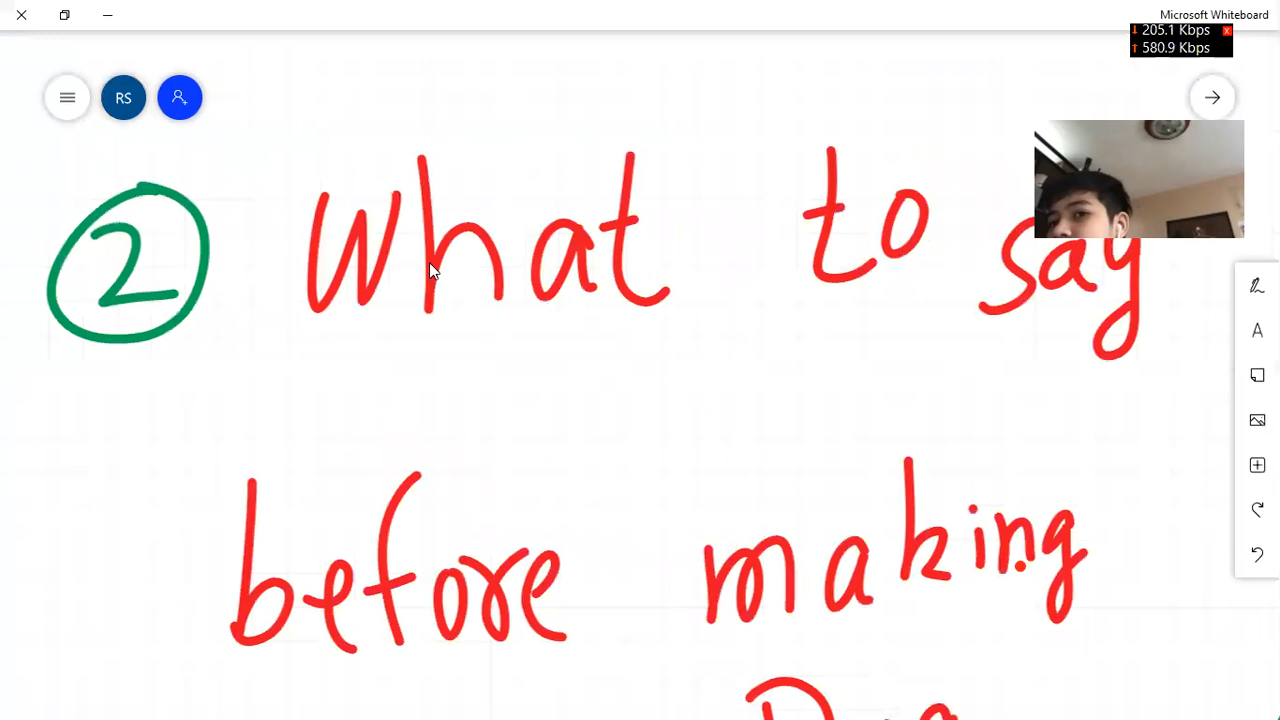 Microsoft Whiteboard
↓ 205.1 Kbps x
↑ 580.9 Kbps
RS
2 What to say
A
before making